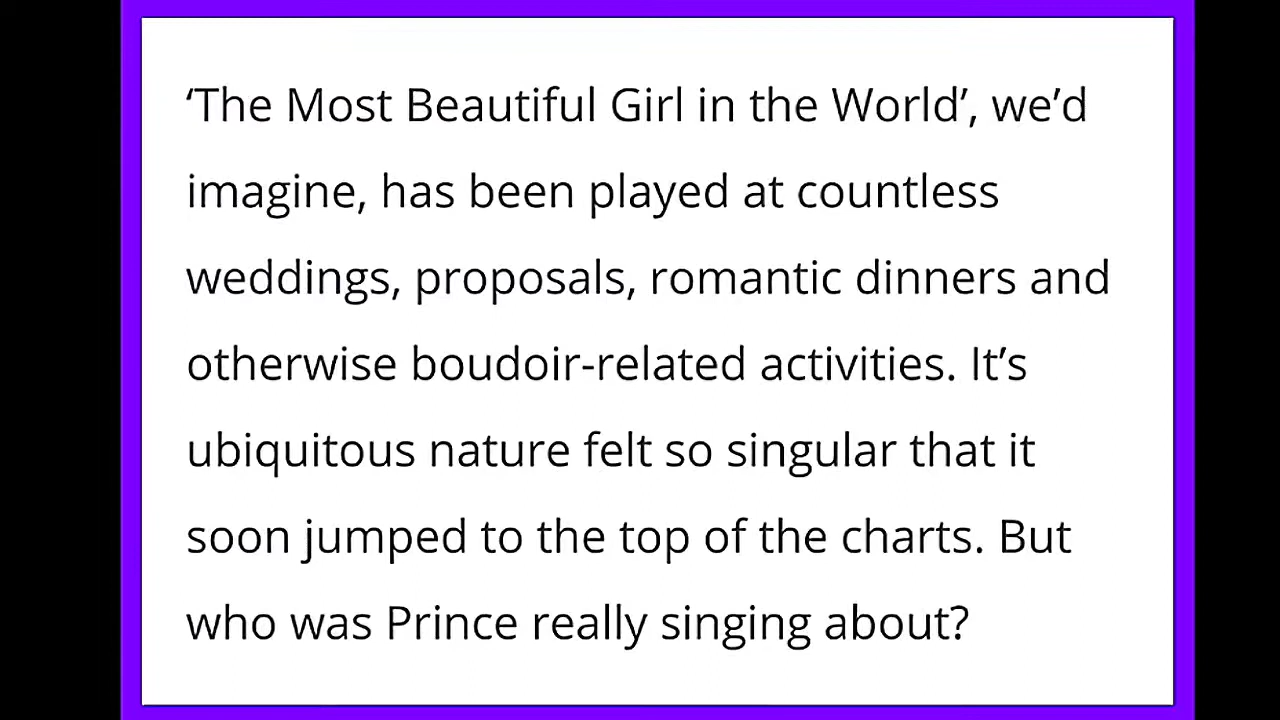 ‘The Most Beautiful Girl in the World’, we’d
imagine, has been played at countless
weddings, proposals, romantic dinners and
otherwise boudoir-related activities. It’s
ubiquitous nature felt so singular that it
soon jumped to the top of the charts. But
who was Prince really singing about?